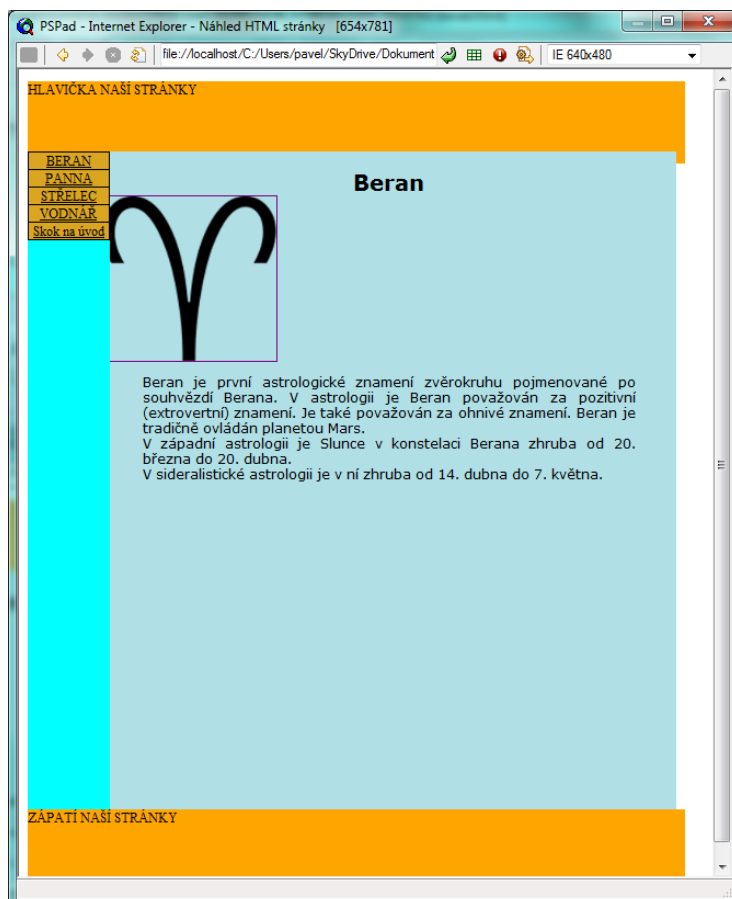 PSPad - Internet Explorer - Náhled HTML stránky [654x781]
file://localhost/C:/Users/pavel/SkyDrive/Dokument
IE 640x480
HLAVIČKA NAŠÍ STRÁNKY
BERAN
PANNA
STŘELEC
VODNÁŘ
Skok na úvod
Beran
Beran je první astrologické znamení zvěrokruhu pojmenované po
souhvězdí Berana. V astrologii je Beran považován za pozitivní
(extrovertní) znamení. Je také považován za ohnivé znamení. Beran je
tradičně ovládán planetou Mars.
V západní astrologii je Slunce v konstelaci Berana zhruba od 20.
března do 20. dubna.
V sideralistické astrologii je v ní zhruba od 14. dubna do 7. května.
ZÁPATÍ NAŠÍ STRÁNKY